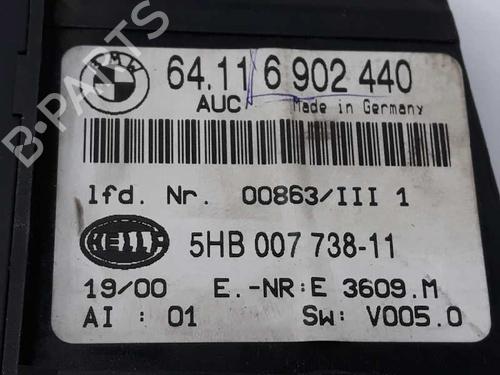 B-PARTS
BMW
64.11 6 902 440
AUC Made in Germany
lfd. Nr. 00863/III 1
HELLA 5HB 007 738-11
19/00 E.-NR:E 3609.M
AI : 01 Sw: V005.0